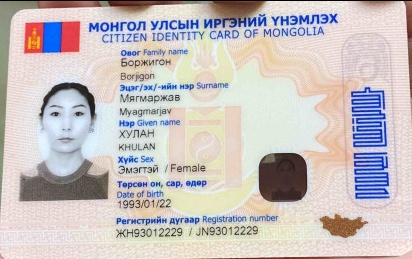 МОНГОЛ УЛСЫН ИРГЭНИЙ ҮНЭМЛЭХ
CITIZEN IDENTITY CARD OF MONGOLIA
Овог Family name
Боржигон
Borjigon
Эцэг/эх/-ийн нэр Surname
Мягмаржав
Myagmarjav
Нэр Given name
ХУЛАН
KHULAN
Хүйс Sex
Эмэгтэй / Female
Төрсөн он, сар, өдөр
Date of birth
1993/01/22
Регистрийн дугаар Registration number
ЖН93012229 / JN93012229